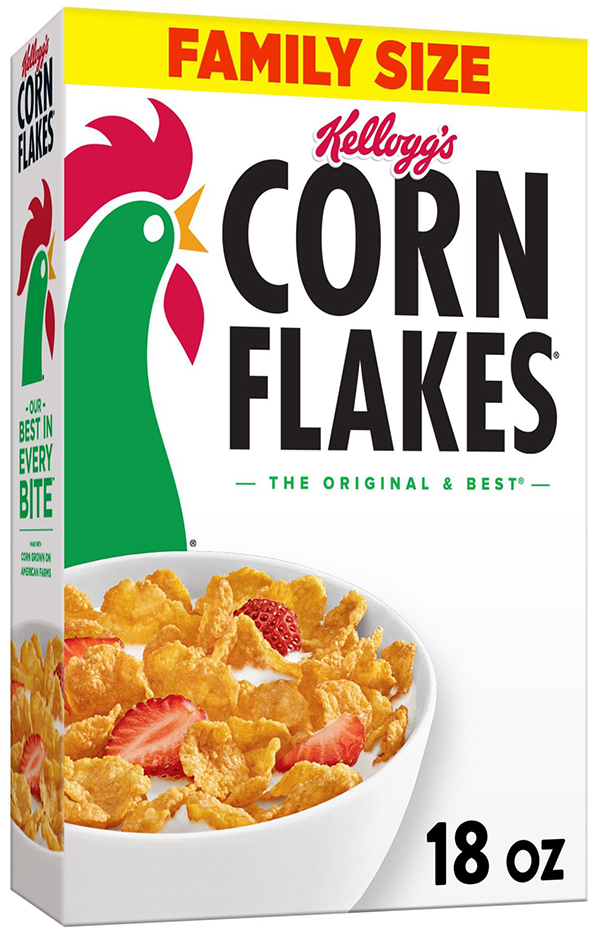 FAMILY SIZE
Kellogg's
CORN
FLAKES®
— THE ORIGINAL & BEST® —
18 OZ
®
Kellogg's
CORN
FLAKES
- OUR -
BEST IN
EVERY
BITE
MADE WITH
CORN GROWN ON
AMERICAN FARMS